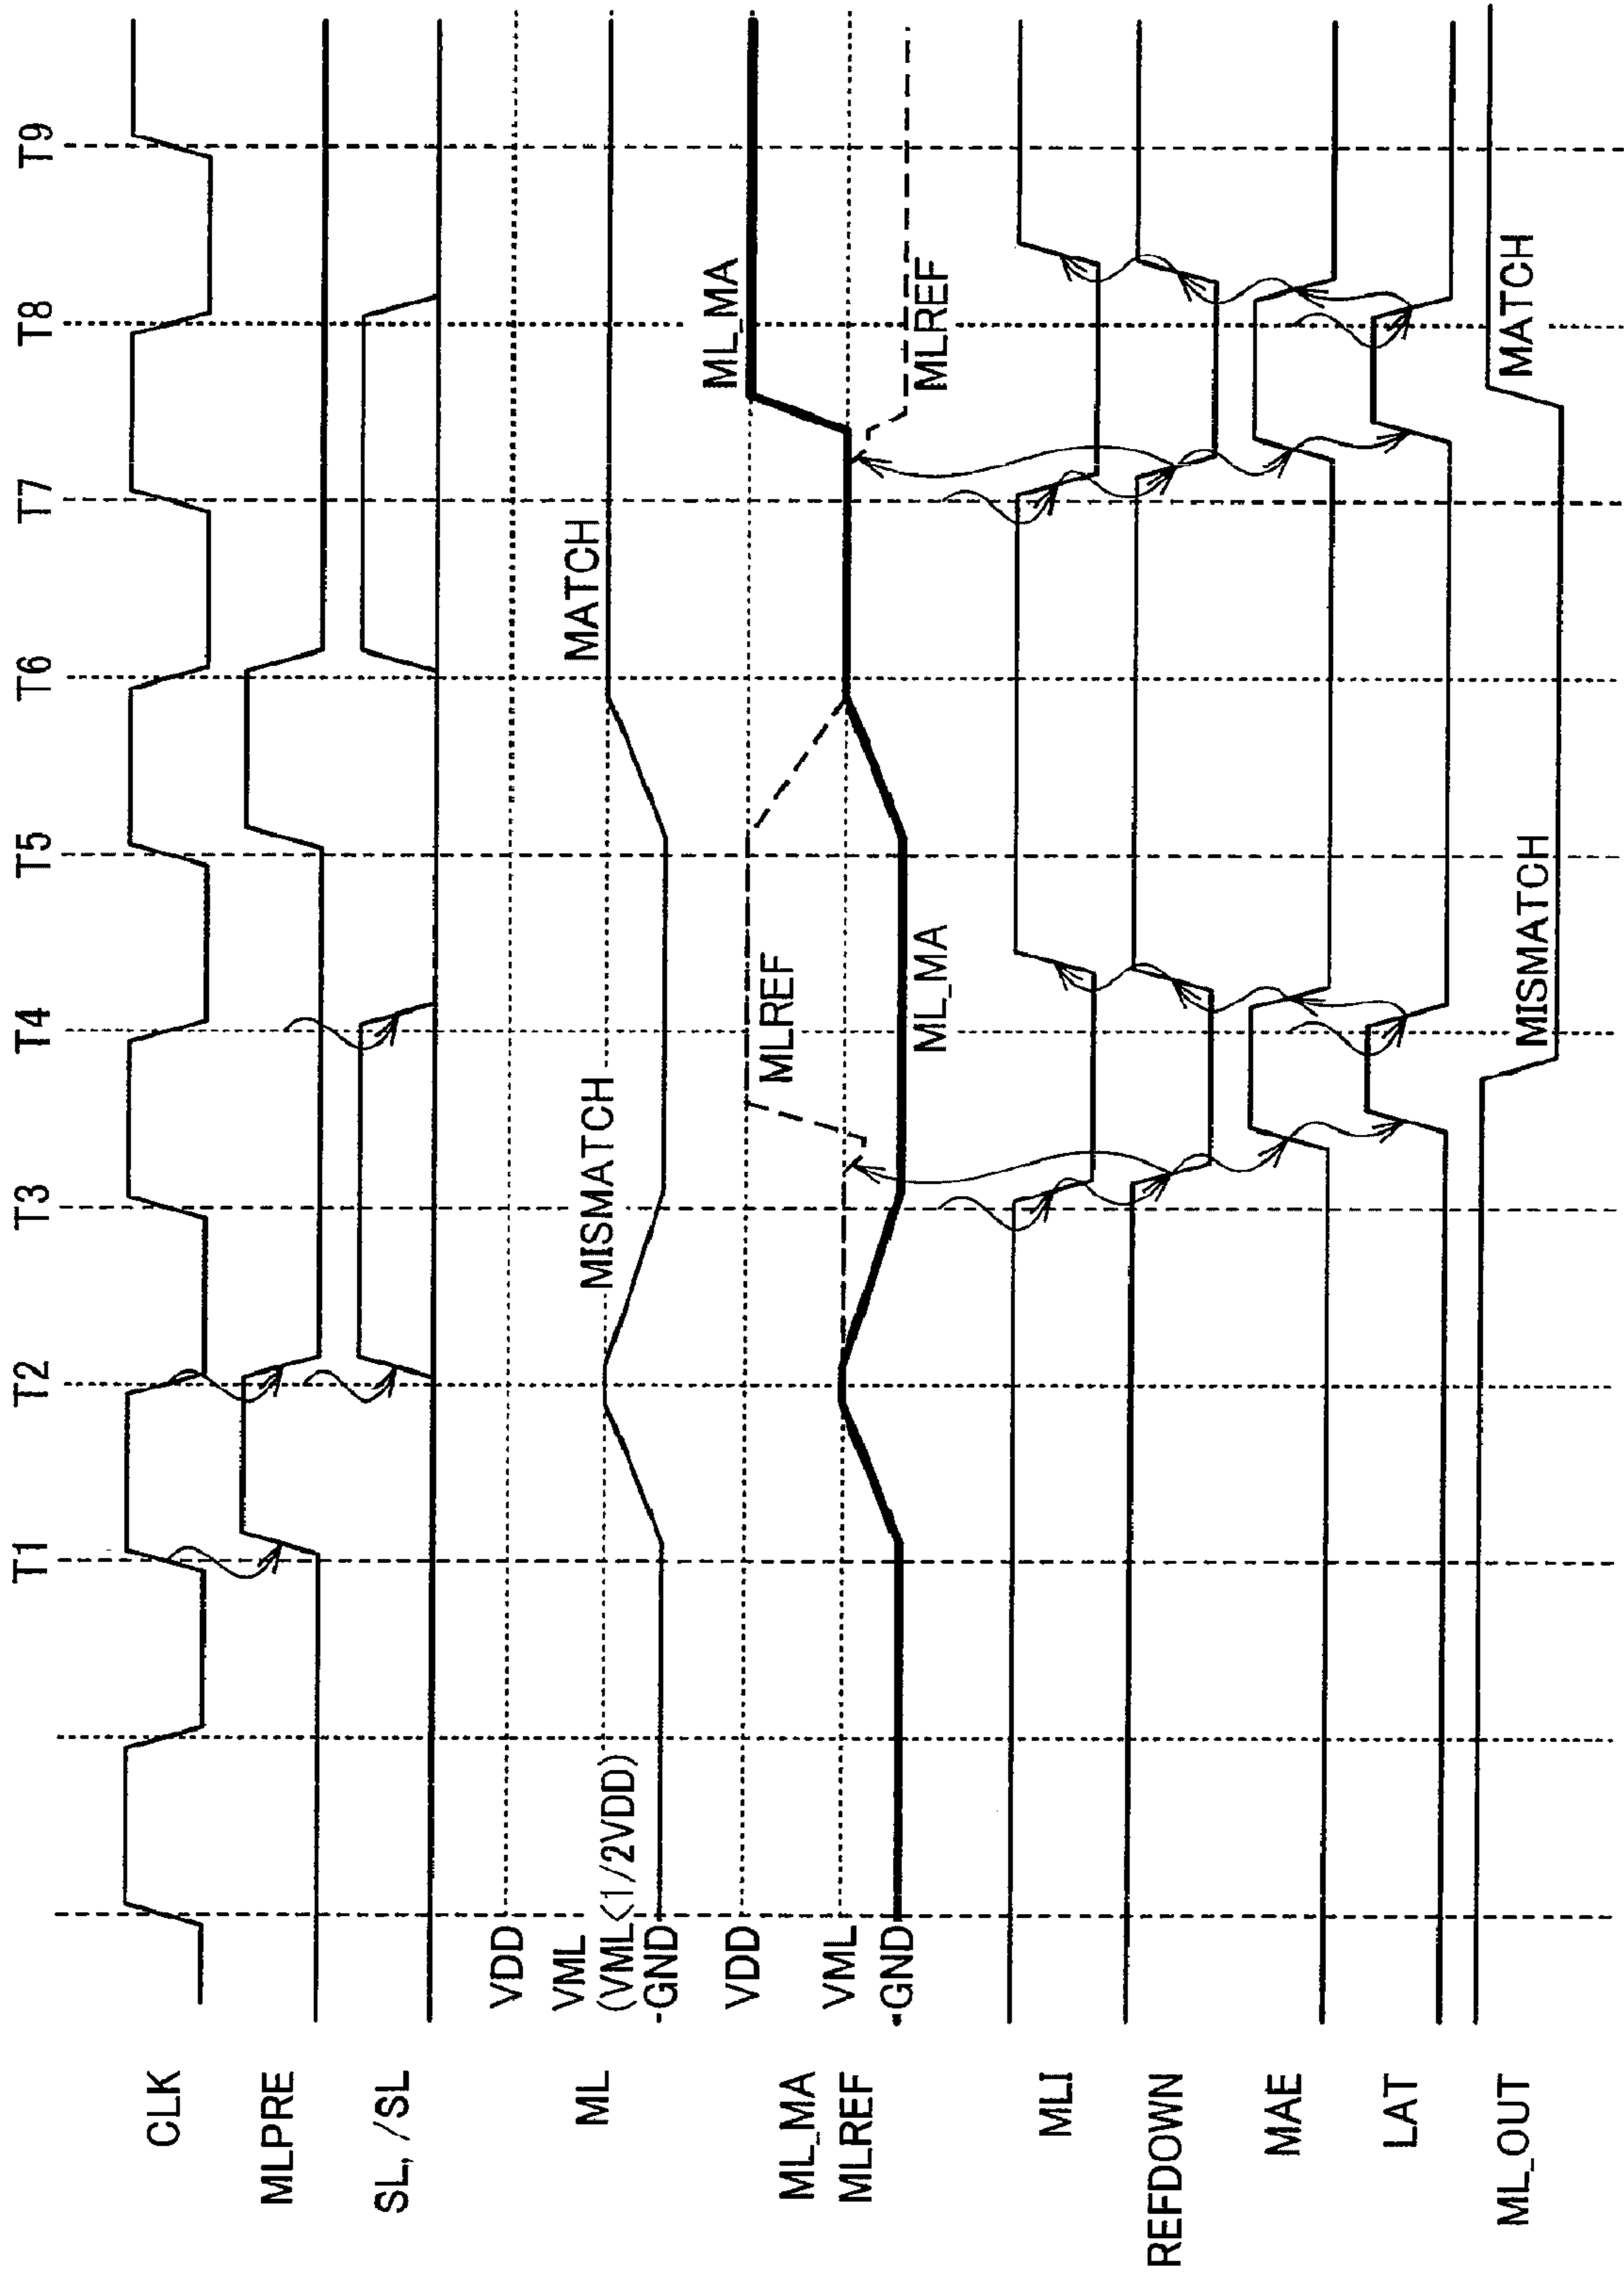 T1 T2 T3 T4 T5 T6 T7 T8 T9
CLK
MLPRE
SL, /SL
VDD
VML
(VML<1/2VDD)
GND
ML
MISMATCH
MATCH
VDD
VML
GND
ML_MA
MLREF
MLREF
ML_MA
ML_MA
MLREF
MLI
REFDOWN
MAE
LAT
ML_OUT
MISMATCH
MATCH